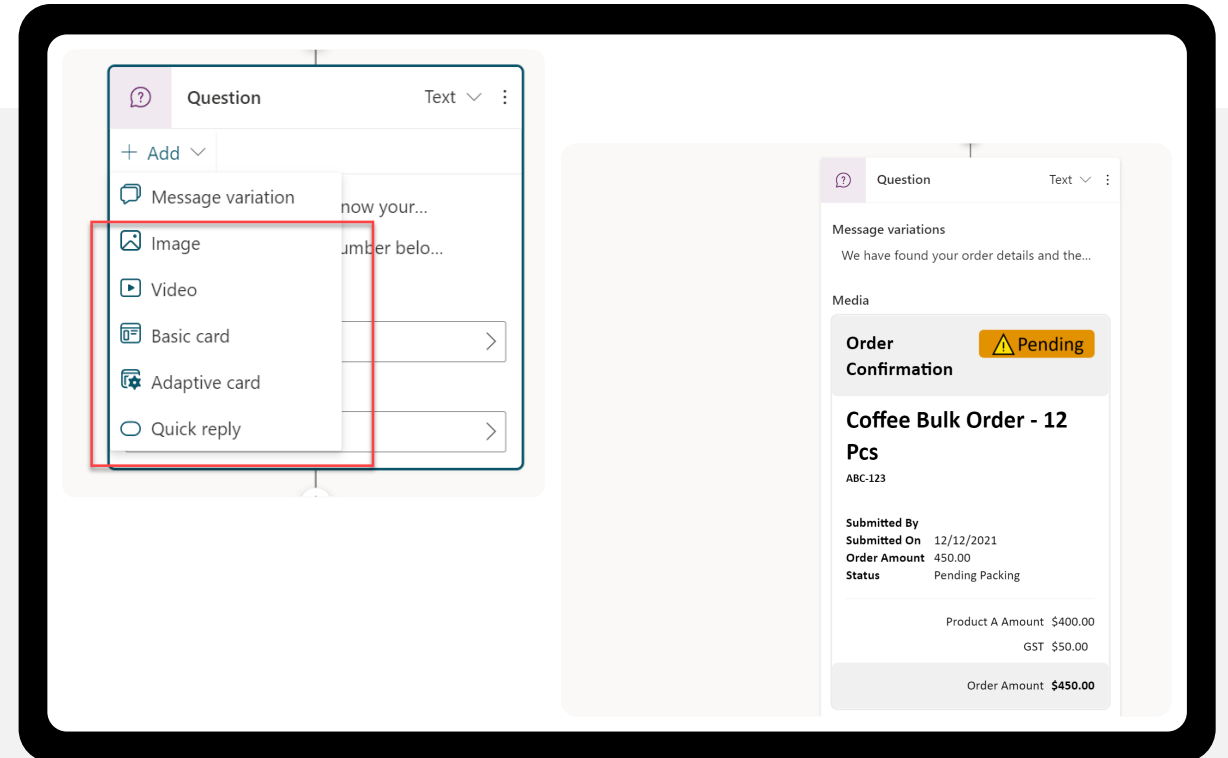 Question Text
+ Add
Message variation
now your...
Image
umber belo...
Video
Basic card
Adaptive card
Quick reply
Question Text
Message variations
We have found your order details and the...
Media
Order Confirmation
Pending
Coffee Bulk Order - 12
Pcs
ABC-123
Submitted By
Submitted On 12/12/2021
Order Amount 450.00
Status Pending Packing
Product A Amount $400.00
GST $50.00
Order Amount $450.00